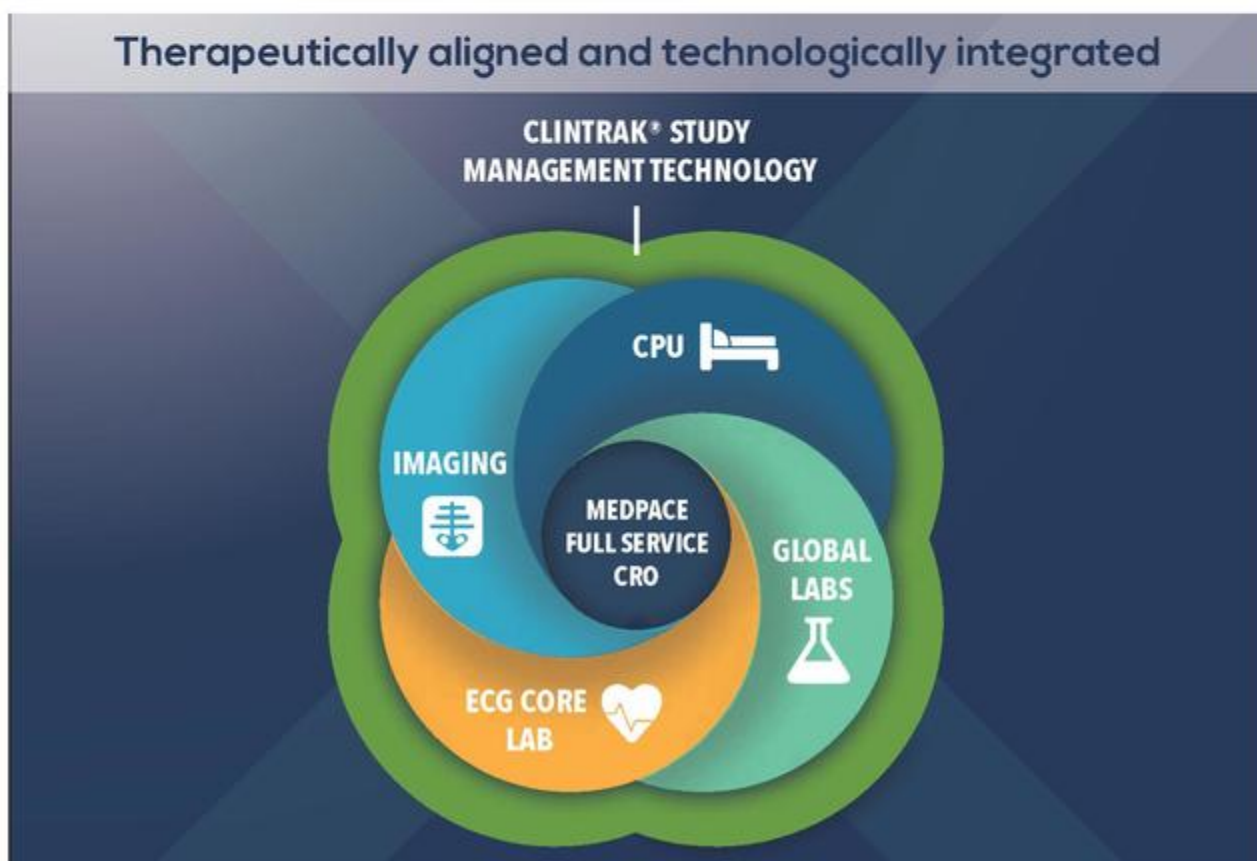 Therapeutically aligned and technologically integrated
CLINTRAK® STUDY
MANAGEMENT TECHNOLOGY
CPU
IMAGING
MEDPACE
FULL SERVICE
CRO
GLOBAL
LABS
ECG CORE
LAB